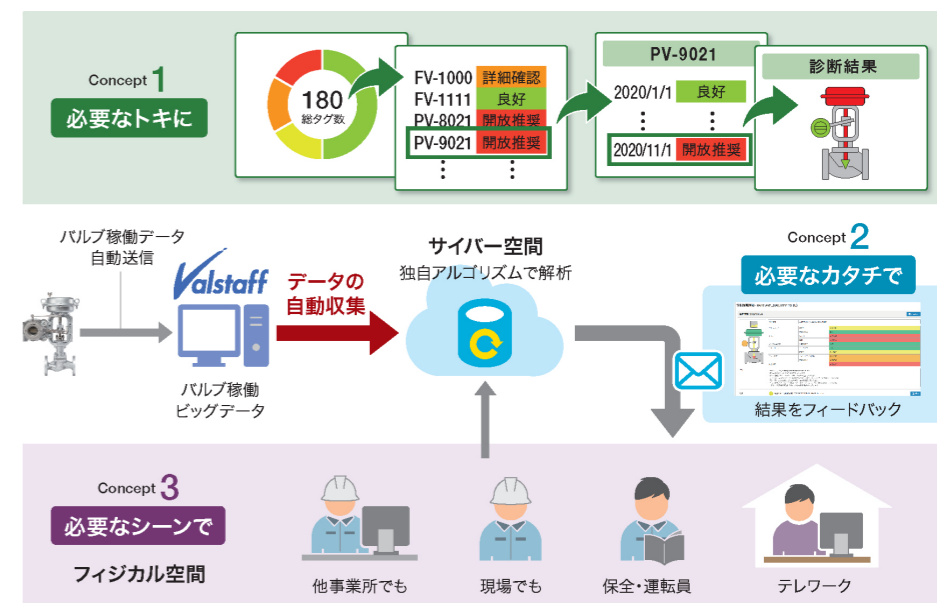 Concept 1
必要なトキに
180
総タグ数
FV-1000 詳細確認
FV-1111 良好
PV-8021 開放推奨
PV-9021 開放推奨
PV-9021
2020/1/1 良好
2020/11/1 開放推奨
診断結果
バルブ稼働データ
自動送信
Valstaff
バルブ稼働
ビッグデータ
データの
自動収集
サイバー空間
独自アルゴリズムで解析
Concept 2
必要なカタチで
結果をフィードバック
Concept 3
必要なシーンで
フィジカル空間
他事業所でも
現場でも
保全・運転員
テレワーク